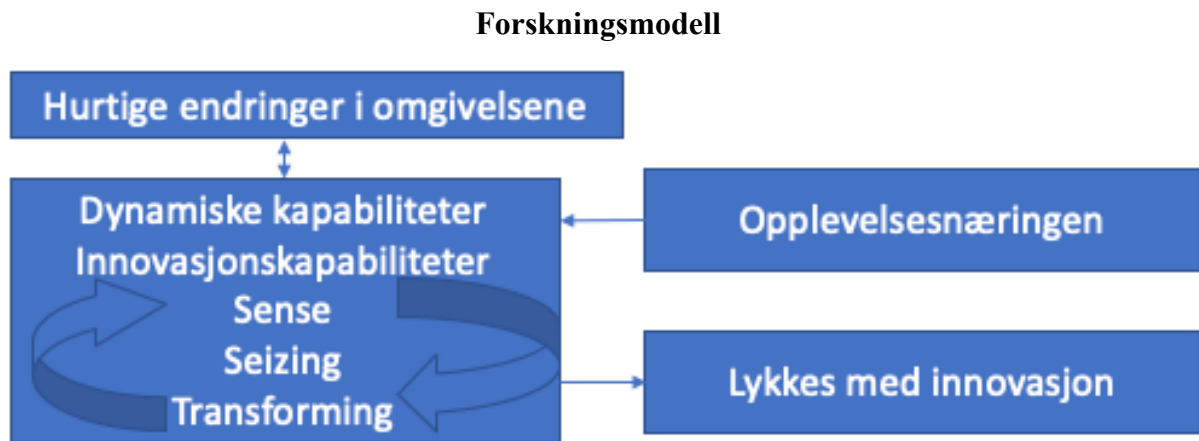 Forskningsmodell
Hurtige endringer i omgivelsene
Dynamiske kapabiliteter
Innovasjonskapabiliteter
Sense
Seizing
Transforming
Opplevelsesnæringen
Lykkes med innovasjon